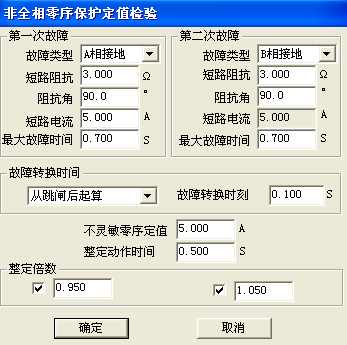 非全相零序保护定值检验
第一次故障
故障类型 A相接地
短路阻抗 3.000 Ω
阻抗角 90.0 °
短路电流 5.000 A
最大故障时间 0.700 S
第二次故障
故障类型 B相接地
短路阻抗 3.000 Ω
阻抗角 90.0 °
短路电流 5.000 A
最大故障时间 0.700 S
故障转换时间
从跳闸后起算 故障转换时刻 0.100 S
不灵敏零序定值 5.000 A
整定动作时间 0.500 S
整定倍数
0.950 1.050
确定 取消